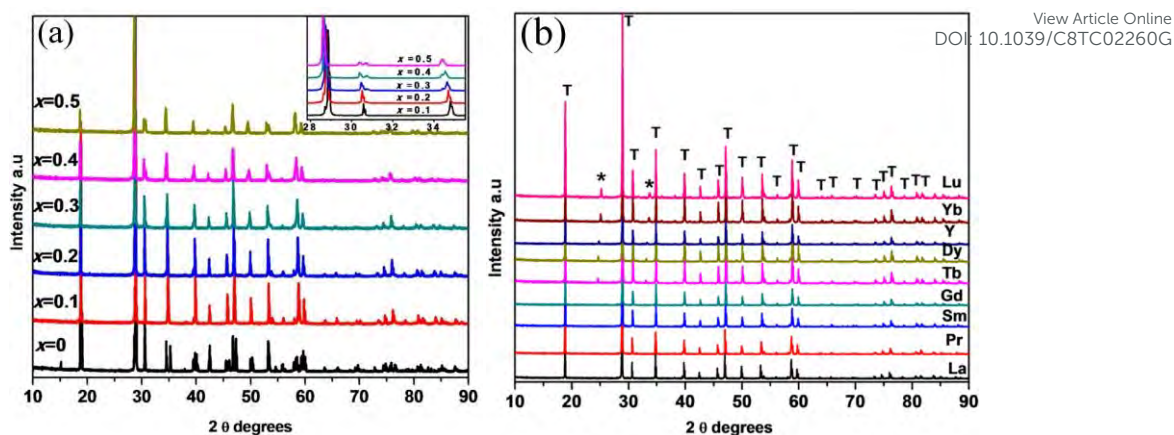 View Article Online
DOI: 10.1039/C8TC02260G
(a)
x=0.5
x=0.4
x=0.3
x=0.2
x=0.1
28 30 32 34
x=0.5
x=0.4
x=0.3
x=0.2
x=0.1
x=0
Intensity a.u
10 20 30 40 50 60 70 80 90
2 θ degrees
(b)
T
T
T T T T T T T T T T T T T T T T T T T T
* *
Lu
Yb
Y
Dy
Tb
Gd
Sm
Pr
La
Intensity a.u
10 20 30 40 50 60 70 80 90
2 θ degrees